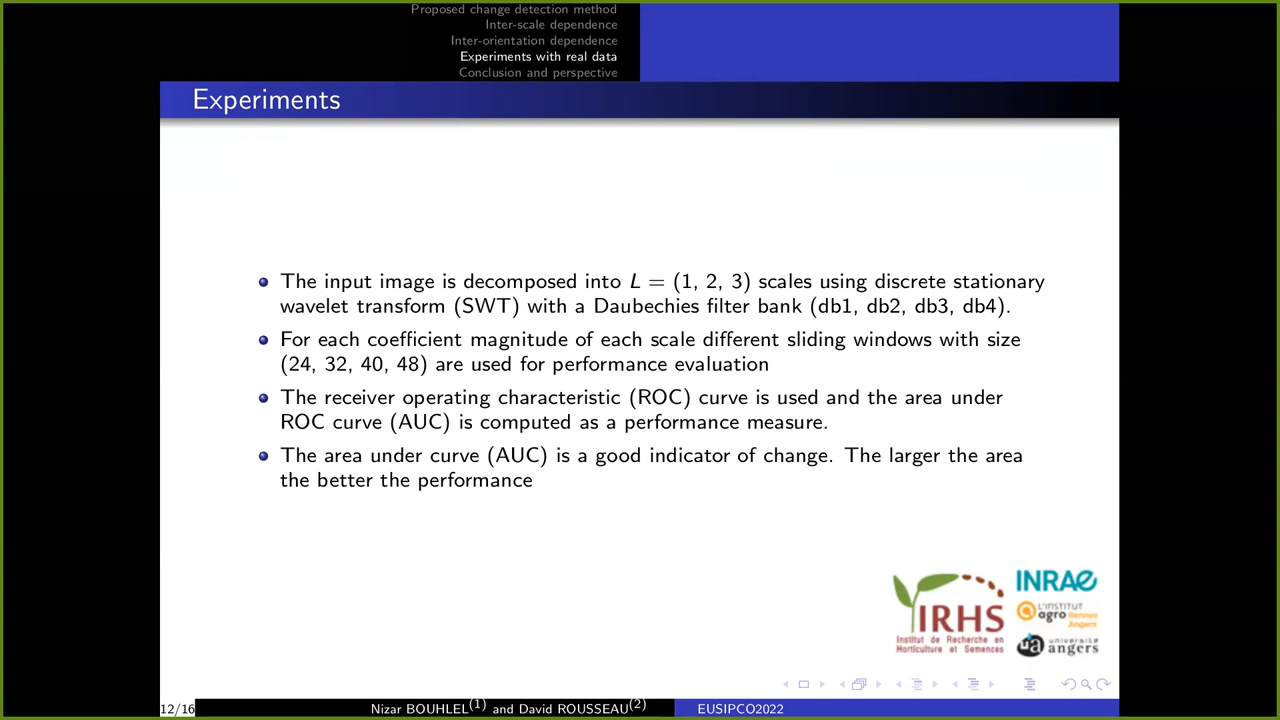 Proposed change detection method
Inter-scale dependence
Inter-orientation dependence
Experiments with real data
Conclusion and perspective
Experiments
The input image is decomposed into L = (1, 2, 3) scales using discrete stationary
wavelet transform (SWT) with a Daubechies filter bank (db1, db2, db3, db4).
For each coefficient magnitude of each scale different sliding windows with size
(24, 32, 40, 48) are used for performance evaluation
The receiver operating characteristic (ROC) curve is used and the area under
ROC curve (AUC) is computed as a performance measure.
The area under curve (AUC) is a good indicator of change. The larger the area
the better the performance
IRHS
Institut de Recherche en
Horticulture et Semences
INRAE
L'INSTITUT
agro Rennes
Angers
ua université
angers
12/16
Nizar BOUHLEL(1) and David ROUSSEAU(2)
EUSIPCO2022